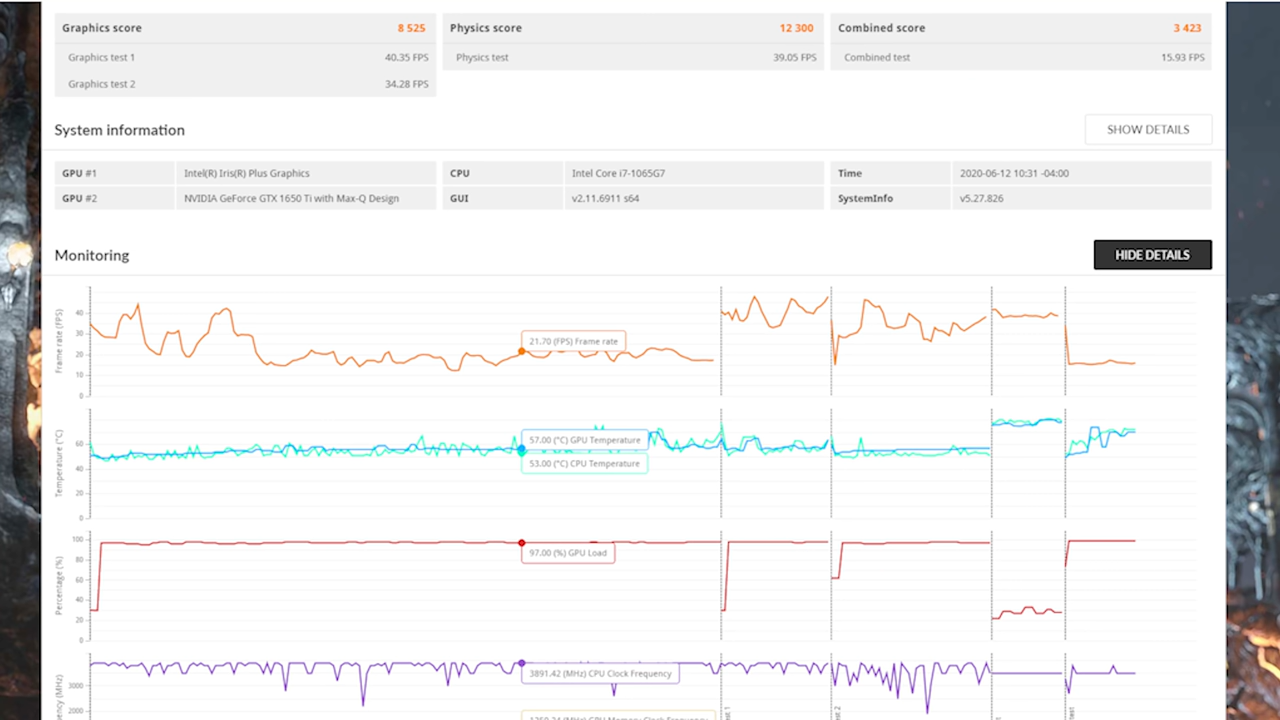 Graphics score 8 525
Graphics test 1 40.35 FPS
Graphics test 2 34.28 FPS
Physics score 12 300
Physics test 39.05 FPS
Combined score 3 423
Combined test 15.93 FPS
System information
SHOW DETAILS
GPU #1 Intel(R) Iris(R) Plus Graphics
GPU #2 NVIDIA GeForce GTX 1650 Ti with Max-Q Design
CPU Intel Core i7-1065G7
GUI v2.11.6911 s64
Time 2020-06-12 10:31 -04:00
SystemInfo v5.27.826
Monitoring
HIDE DETAILS
Frame rate (FPS)
40
30
20
10
0
21.70 (FPS) Frame rate
Temperature (°C)
60
40
20
0
57.00 (°C) GPU Temperature
53.00 (°C) CPU Temperature
Percentage (%)
100
80
60
40
20
0
97.00 (%) GPU Load
(MHz)
3000
2000
3891.42 (MHz) CPU Clock Frequency